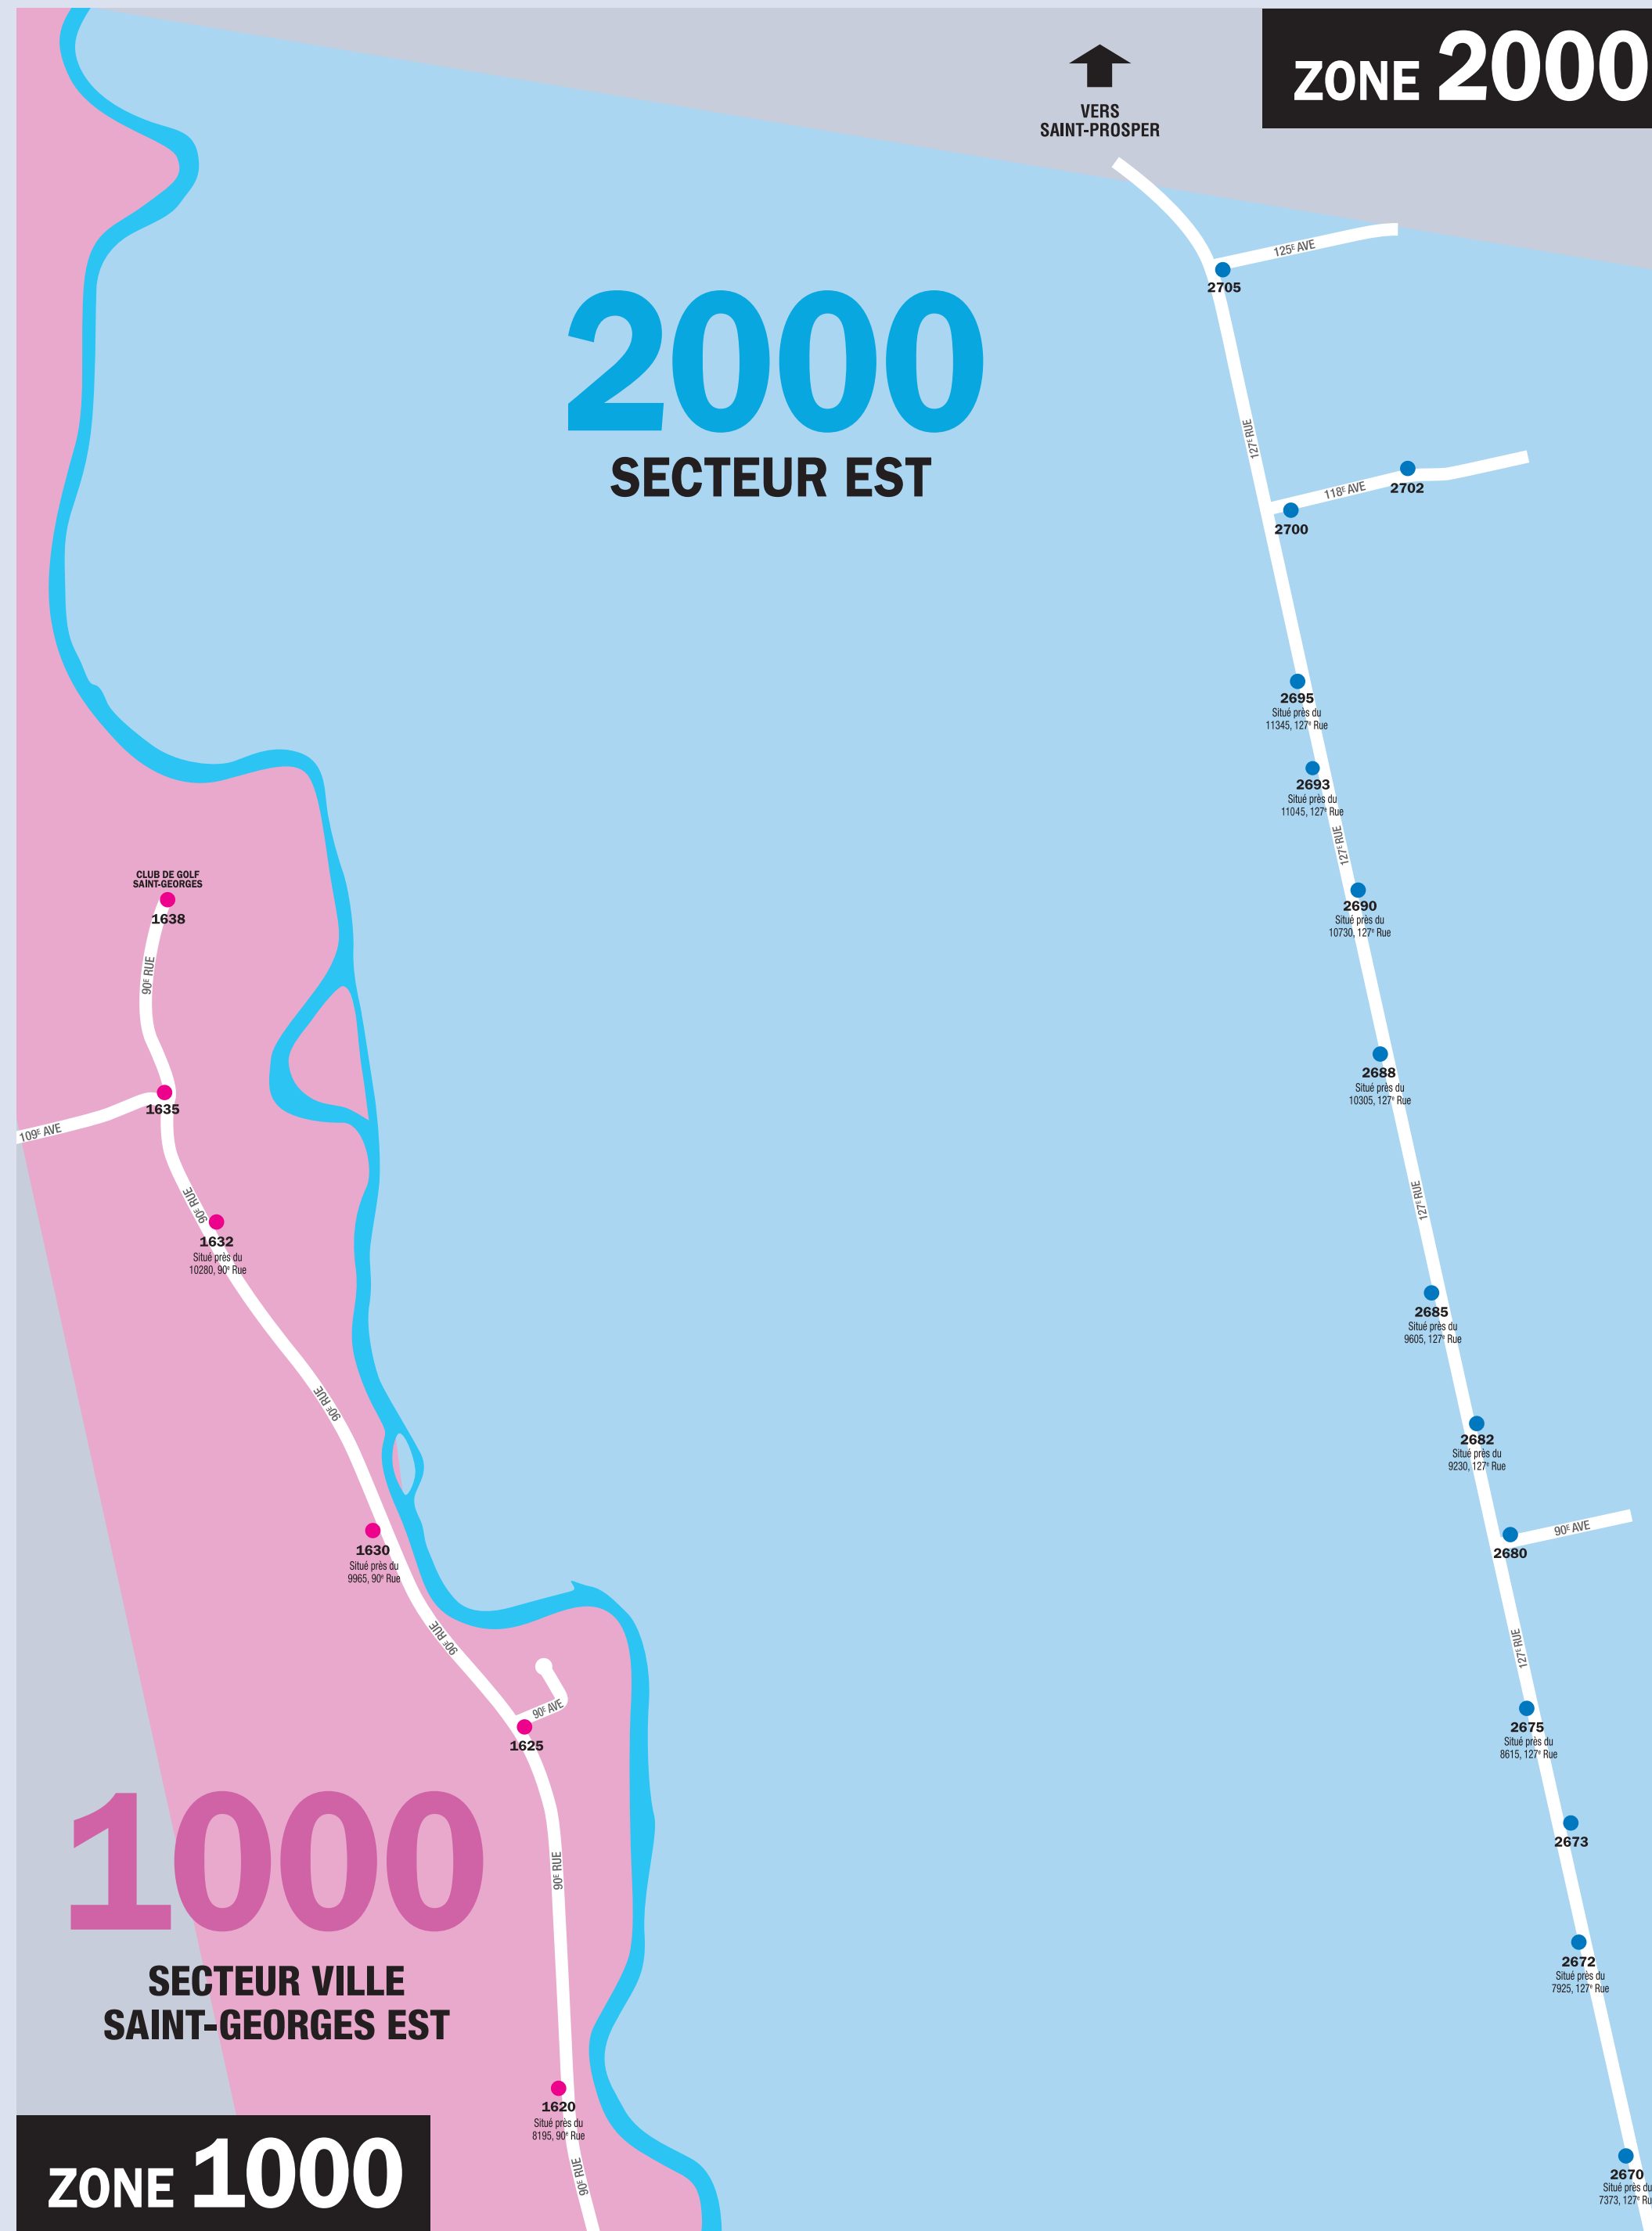 ZONE 2000
VERS
SAINT-PROSPER
125E AVE
2705
2000
SECTEUR EST
127E RUE
2702
118E AVE
2700
2695
Situé près du
11345, 127e Rue
2693
Situé près du
11045, 127e Rue
127E RUE
CLUB DE GOLF
SAINT-GEORGES
1638
2690
Situé près du
10730, 127e Rue
90E RUE
2688
Situé près du
10305, 127e Rue
1635
109E AVE
90E RUE
127E RUE
1632
Situé près du
10280, 90e Rue
2685
Situé près du
9605, 127e Rue
90E RUE
2682
Situé près du
9230, 127e Rue
90E AVE
1630
Situé près du
9965, 90e Rue
2680
90E RUE
127E RUE
90E AVE
1625
2675
Situé près du
8615, 127e Rue
2673
1000
90E RUE
SECTEUR VILLE
SAINT-GEORGES EST
2672
Situé près du
7925, 127e Rue
1620
Situé près du
8195, 90e Rue
90E RUE
2670
Situé près du
7373, 127e Ru
ZONE 1000